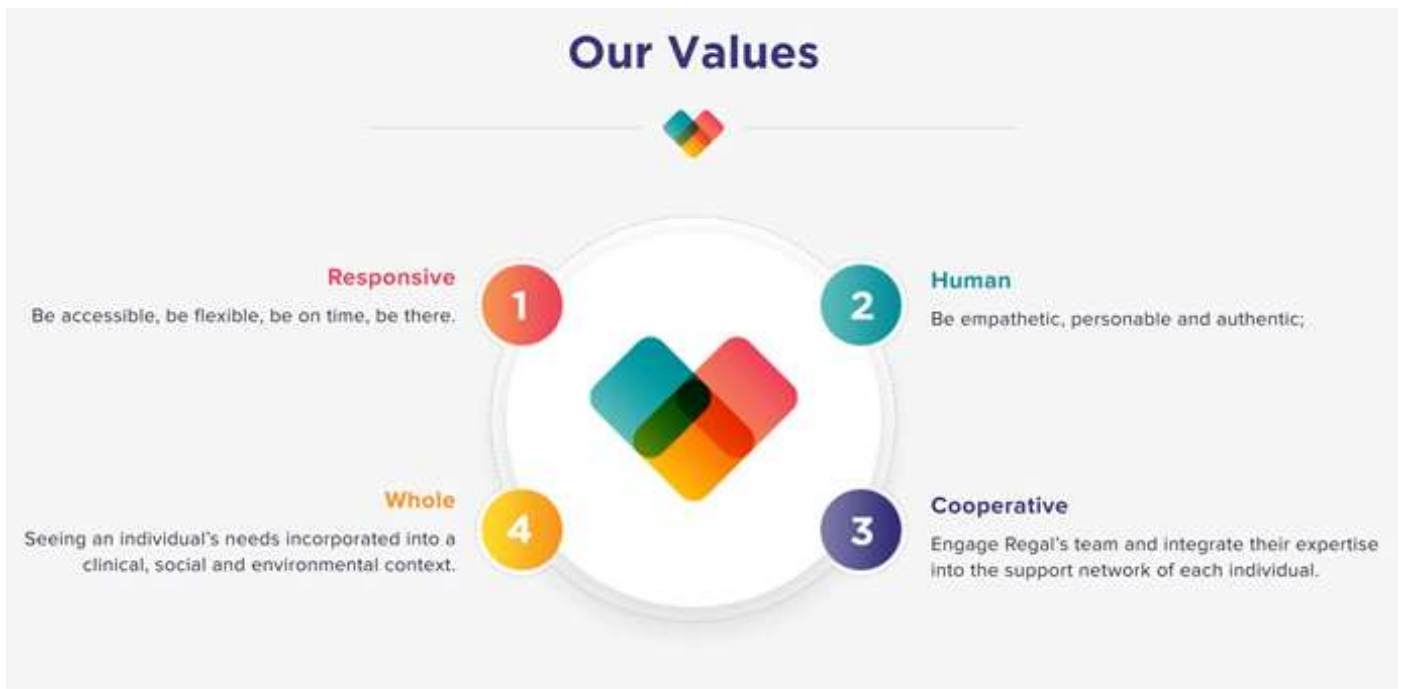 Our Values
Responsive
Be accessible, be flexible, be on time, be there.
1
2
Human
Be empathetic, personable and authentic;
Whole
Seeing an individual's needs incorporated into a
clinical, social and environmental context.
4
3
Cooperative
Engage Regal's team and integrate their expertise
into the support network of each individual.